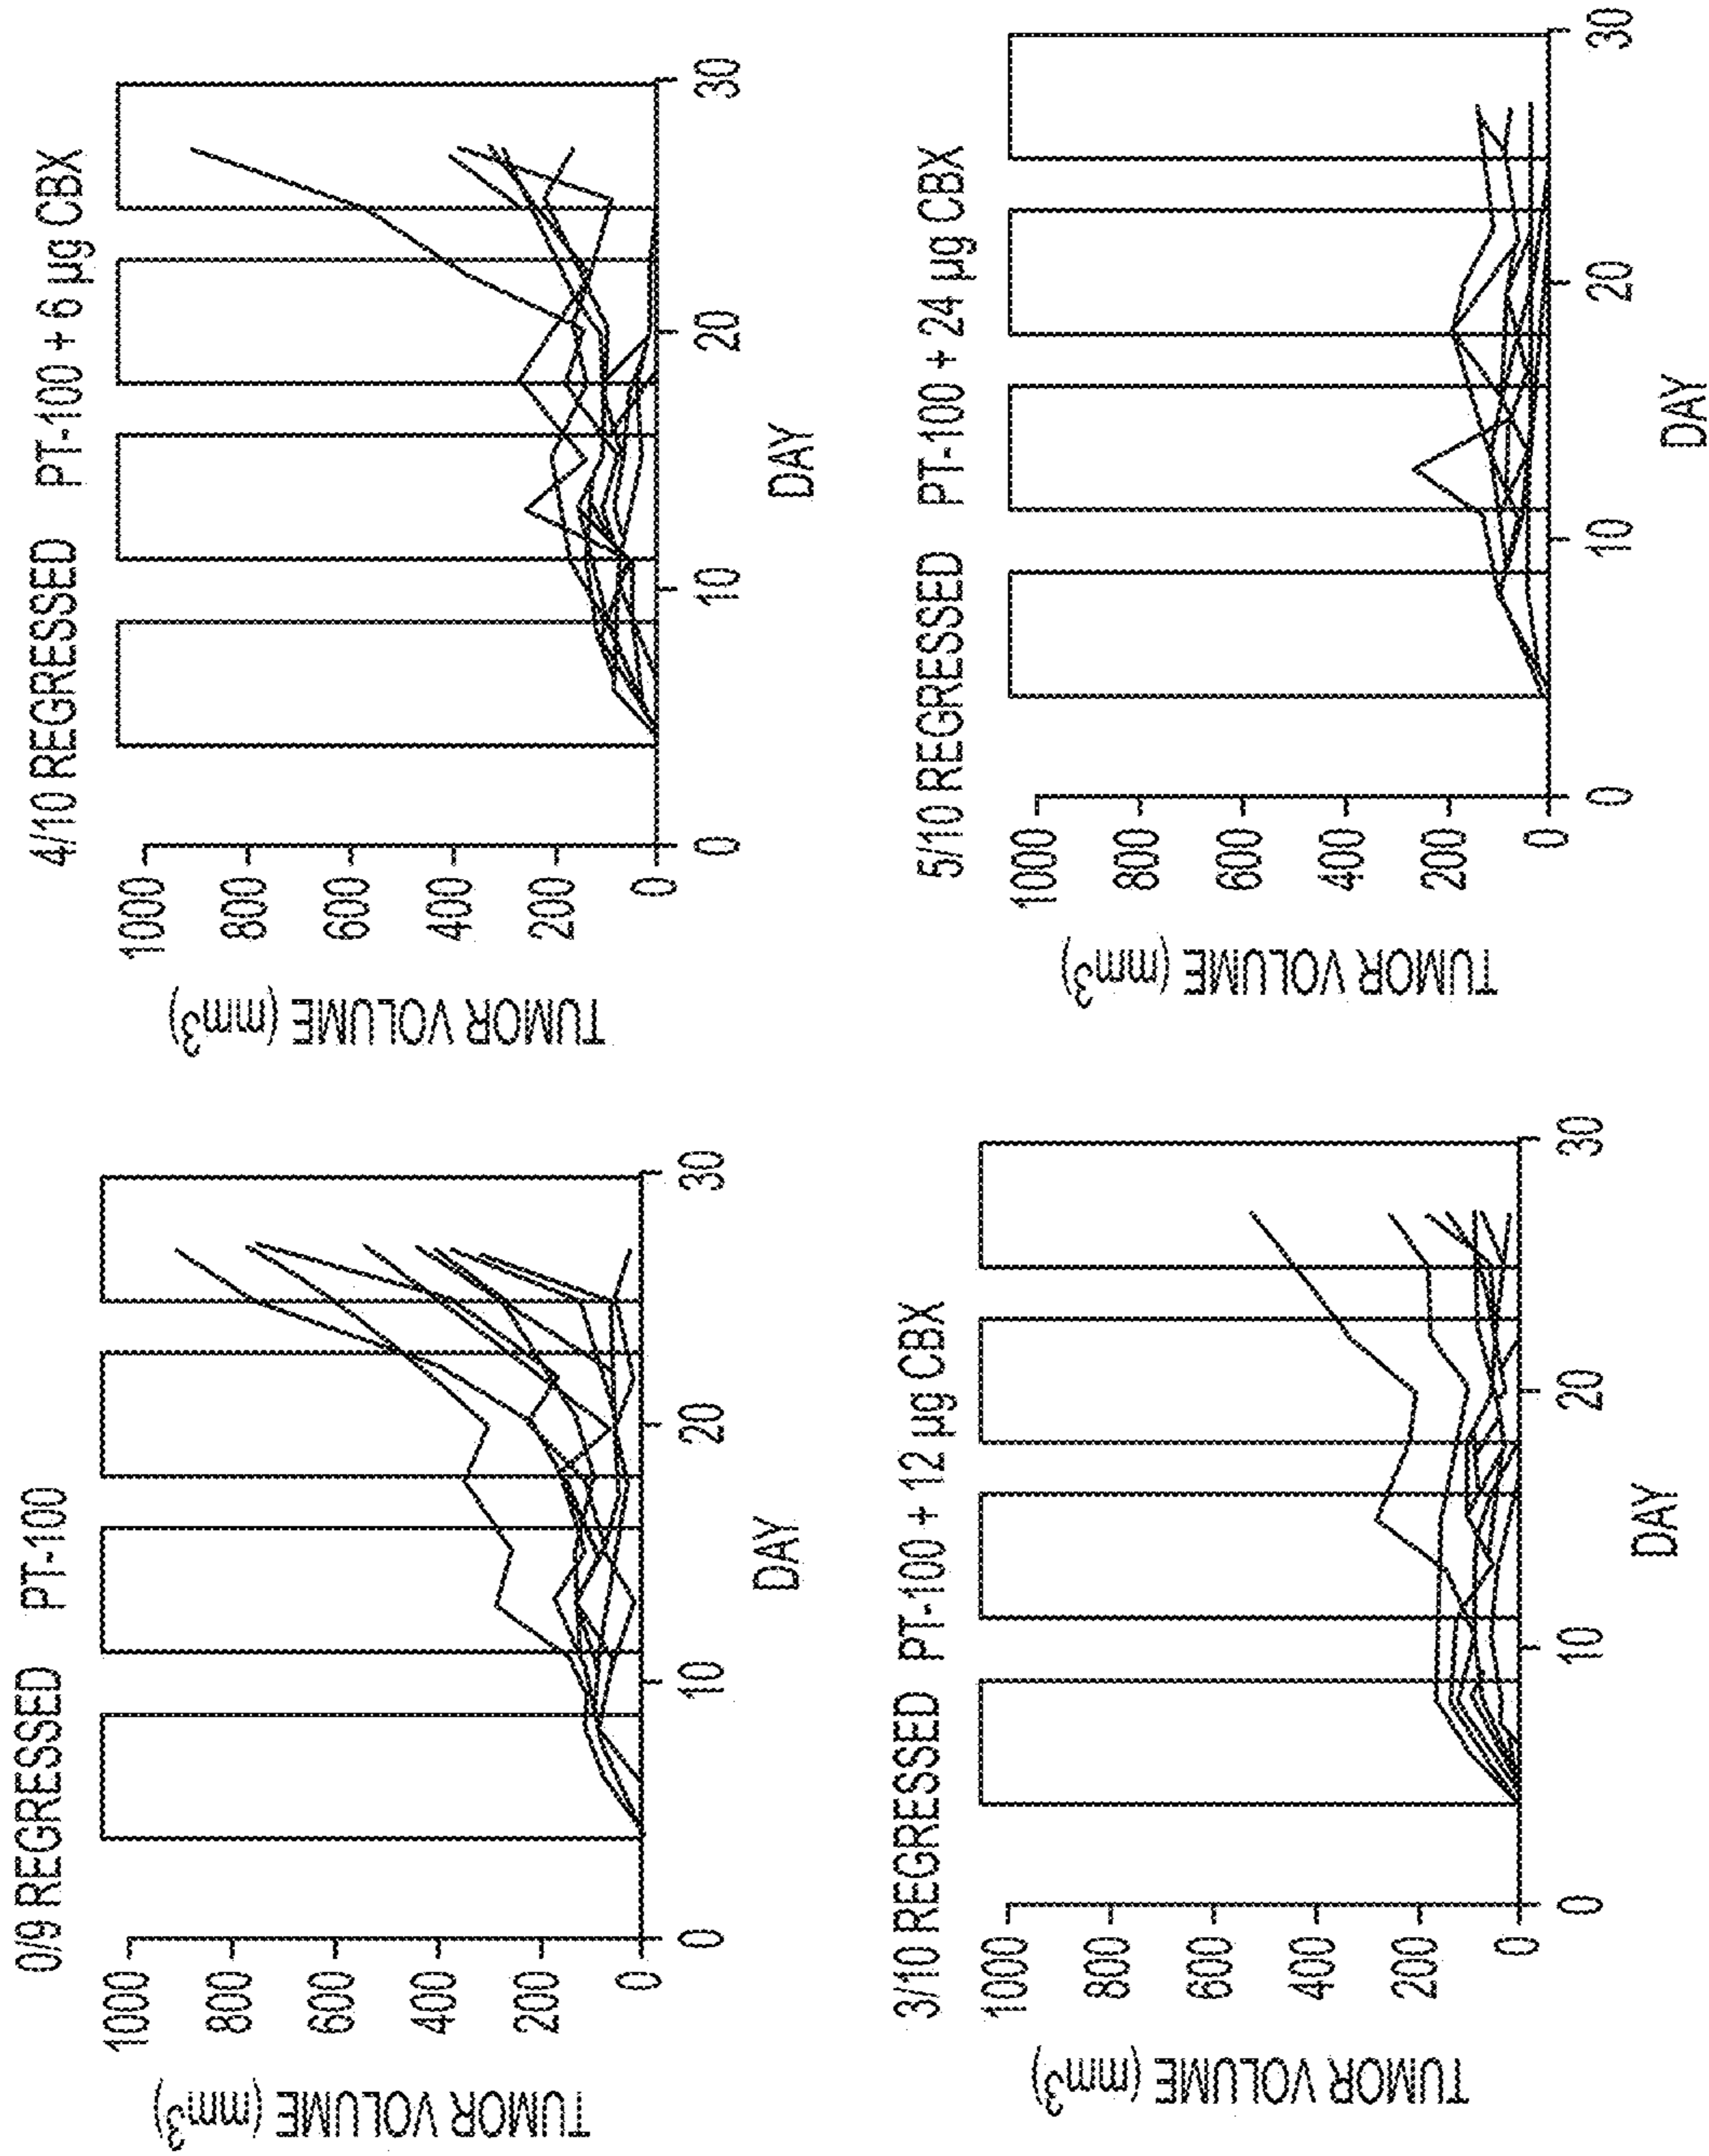 0/9 REGRESSED PT-100
TUMOR VOLUME (mm3)
1000
800
600
400
200
0
0 10 20 30
DAY
4/10 REGRESSED PT-100 + 6 µg CBX
TUMOR VOLUME (mm3)
1000
800
600
400
200
0
0 10 20 30
DAY
3/10 REGRESSED PT-100 + 12 µg CBX
TUMOR VOLUME (mm3)
1000
800
600
400
200
0
0 10 20 30
DAY
5/10 REGRESSED PT-100 + 24 µg CBX
TUMOR VOLUME (mm3)
1000
800
600
400
200
0
0 10 20 30
DAY